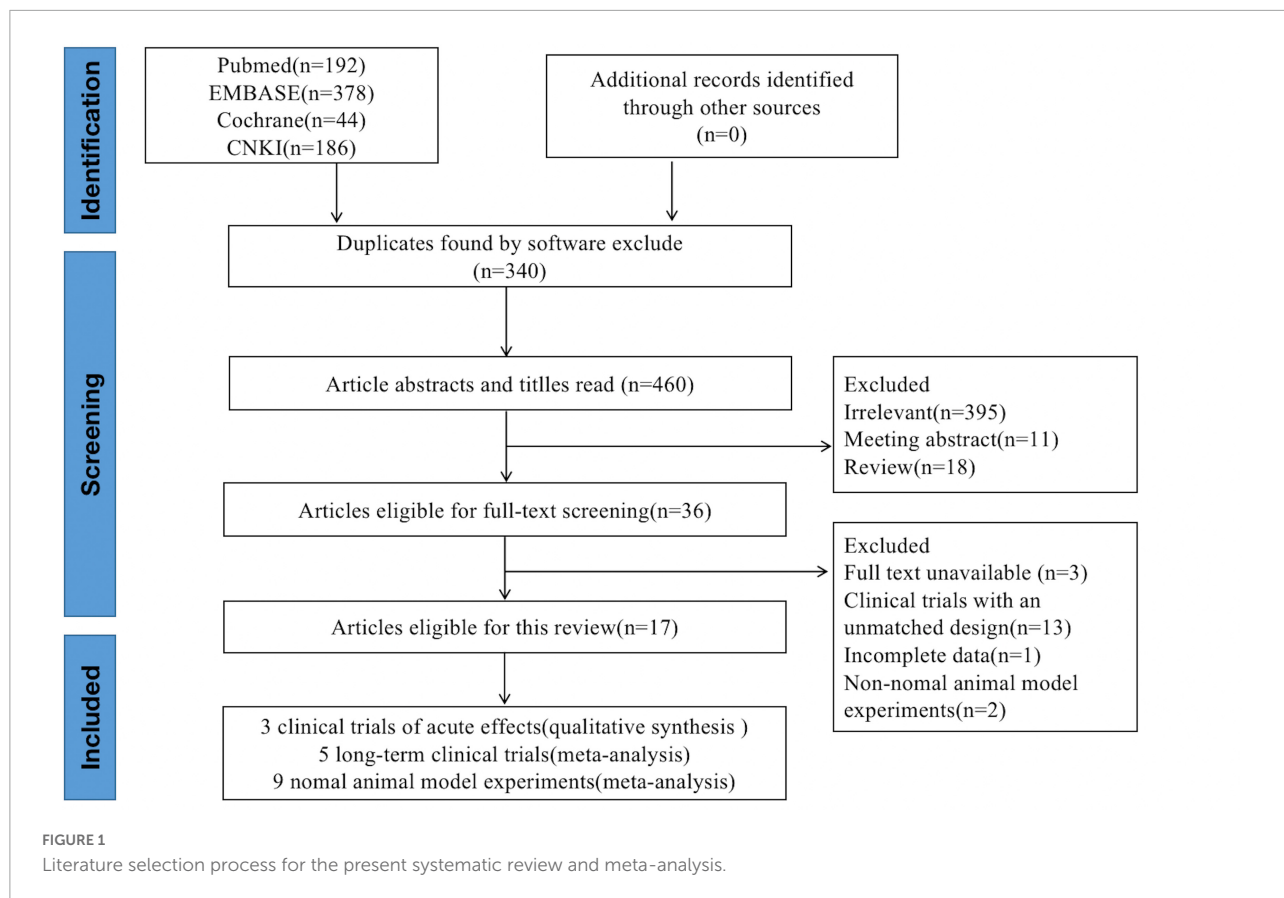 Identification
Pubmed(n=192)
EMBASE(n=378)
Cochrane(n=44)
CNKI(n=186)
Additional records identified
through other sources
(n=0)
Duplicates found by software exclude
(n=340)
Screening
Article abstracts and titlles read (n=460)
Excluded
Irrelevant(n=395)
Meeting abstract(n=11)
Review(n=18)
Articles eligible for full-text screening(n=36)
Excluded
Full text unavailable (n=3)
Clinical trials with an
unmatched design(n=13)
Incomplete data(n=1)
Non-nomal animal model
experiments(n=2)
Articles eligible for this review(n=17)
Included
3 clinical trials of acute effects(qualitative synthesis )
5 long-term clinical trials(meta-analysis)
9 nomal animal model experiments(meta-analysis)
FIGURE 1
Literature selection process for the present systematic review and meta-analysis.